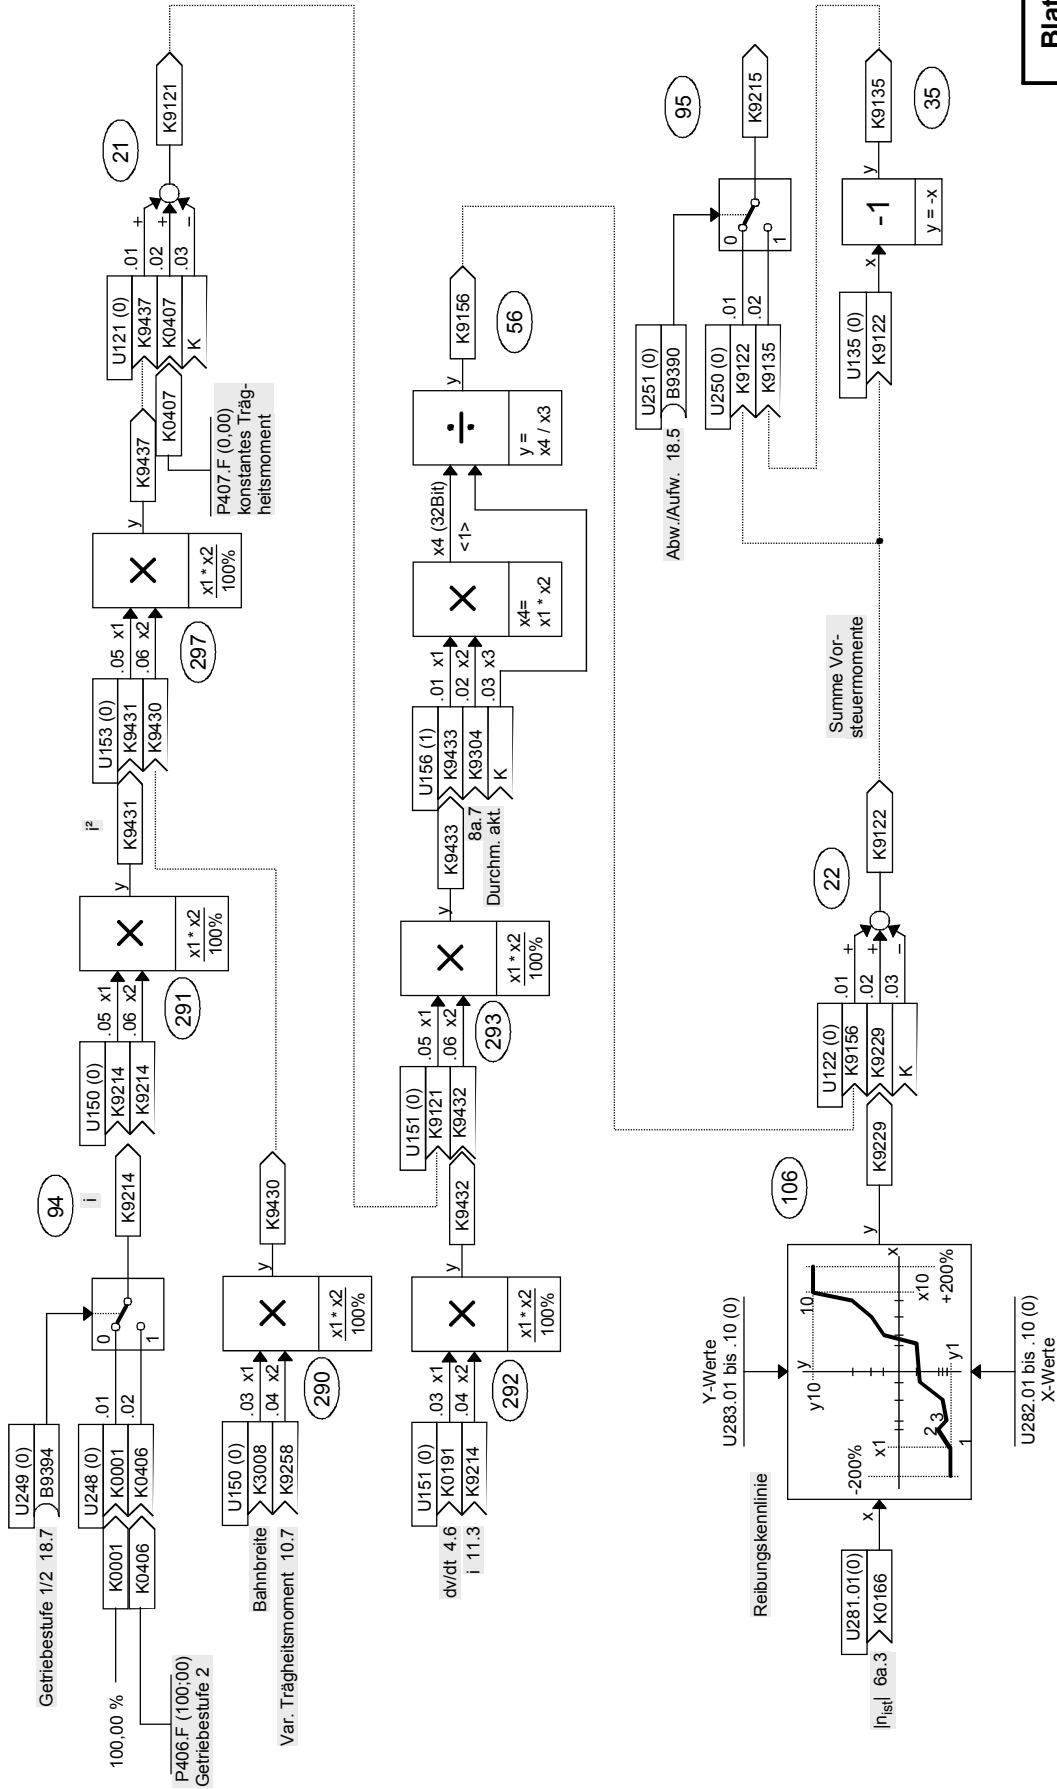 Getriebestufe 1/2 18.7
U249 (0)
B9394
100,00 %
K0001
K0406
P406.F (100;00)
Getriebestufe 2
U248 (0)
K0001
K0406
.01
.02
0
1
94
i
K9214
U150 (0)
K9214
K9214
.05 x1
.06 x2
291
x1 * x2
100%
y
i²
K9431
U153 (0)
K9431
K9430
.05 x1
.06 x2
297
x1 * x2
100%
y
K9437
K0407
P407.F (0,00)
konstantes Träg-
heitsmoment
U121 (0)
K9437
K0407
K
.01 +
.02 +
.03 –
21
K9121
Bahnbreite
Var. Trägheitsmoment 10.7
U150 (0)
K3008
K9258
.03 x1
.04 x2
290
x1 * x2
100%
y
K9430
dv/dt 4.6
i 11.3
U151 (0)
K0191
K9214
.03 x1
.04 x2
292
x1 * x2
100%
y
K9432
U151 (0)
K9121
K9432
.05 x1
.06 x2
293
x1 * x2
100%
y
K9433
8a.7
Durchm. akt.
U156 (1)
K9433
K9304
K
.01 x1
.02 x2
.03 x3
x4=
x1 * x2
x4 (32Bit)
<1>
÷
y =
x4 / x3
y
K9156
56
Abw./Aufw. 18.5
U251 (0)
B9390
U250 (0)
K9122
K9135
.01
.02
0
1
95
K9215
Reibungskennlinie
|nist| 6a.3
U281.01(0)
K0166
x
Y-Werte
U283.01 bis .10 (0)
y
y10
10
-200%
x1
2
3
1
x
x10
+200%
y1
U282.01 bis .10 (0)
X-Werte
106
y
K9229
U122 (0)
K9156
K9229
K
.01 +
.02 +
.03 –
22
K9122
Summe Vor-
steuermomente
U135 (0)
K9122
x
-1
y = -x
y
K9135
35